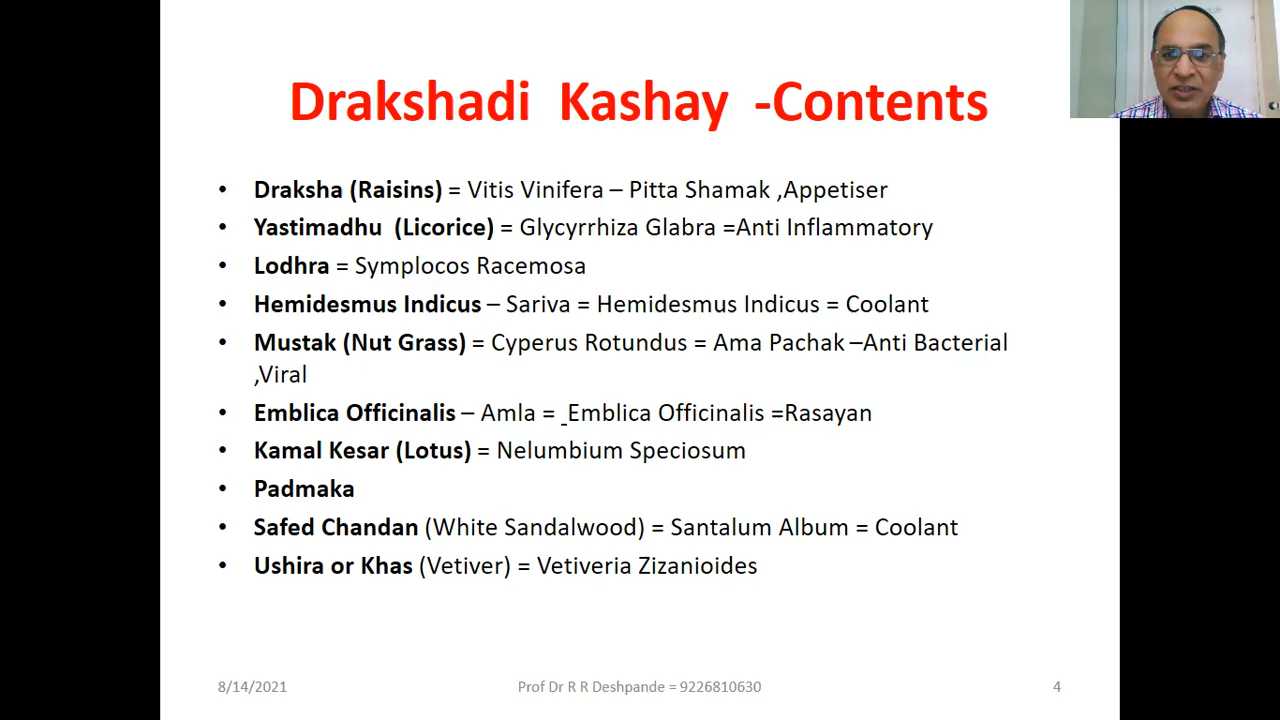 Drakshadi Kashay -Contents
• Draksha (Raisins) = Vitis Vinifera – Pitta Shamak ,Appetiser
• Yastimadhu (Licorice) = Glycyrrhiza Glabra =Anti Inflammatory
• Lodhra = Symplocos Racemosa
• Hemidesmus Indicus – Sariva = Hemidesmus Indicus = Coolant
• Mustak (Nut Grass) = Cyperus Rotundus = Ama Pachak –Anti Bacterial
,Viral
• Emblica Officinalis – Amla = _Emblica Officinalis =Rasayan
• Kamal Kesar (Lotus) = Nelumbium Speciosum
• Padmaka
• Safed Chandan (White Sandalwood) = Santalum Album = Coolant
• Ushira or Khas (Vetiver) = Vetiveria Zizanioides
8/14/2021 Prof Dr R R Deshpande = 9226810630 4